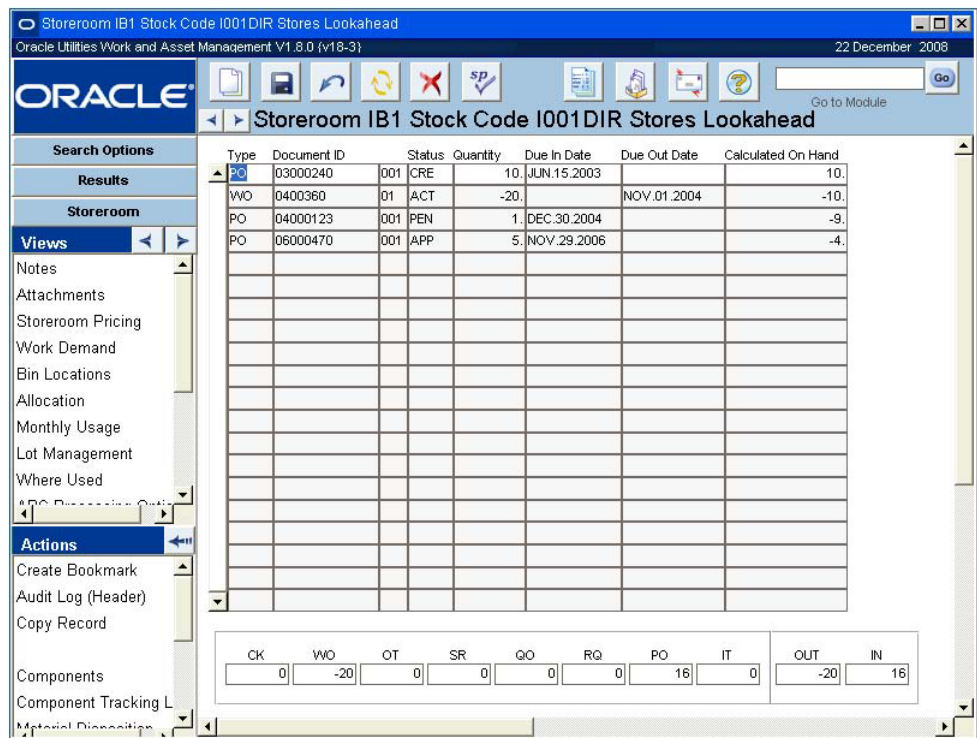 Storeroom IB1 Stock Code I001DIR Stores Lookahead
Oracle Utilities Work and Asset Management V1.8.0 {v18-3} 22 December 2008
ORACLE
sp
Go
Go to Module
Storeroom IB1 Stock Code I001DIR Stores Lookahead
Search Options
Results
Storeroom
Views
Notes
Attachments
Storeroom Pricing
Work Demand
Bin Locations
Allocation
Monthly Usage
Lot Management
Where Used
Actions
Create Bookmark
Audit Log (Header)
Copy Record
Components
Component Tracking L
Material Disposition
Type Document ID Status Quantity Due In Date Due Out Date Calculated On Hand
PO 03000240 001 CRE 10. JUN.15.2003 10.
WO 0400360 01 ACT -20. NOV.01.2004 -10.
PO 04000123 001 PEN 1. DEC.30.2004 -9.
PO 06000470 001 APP 5. NOV.29.2006 -4.
CK WO OT SR QO RQ PO IT OUT IN
0 -20 0 0 0 0 16 0 -20 16